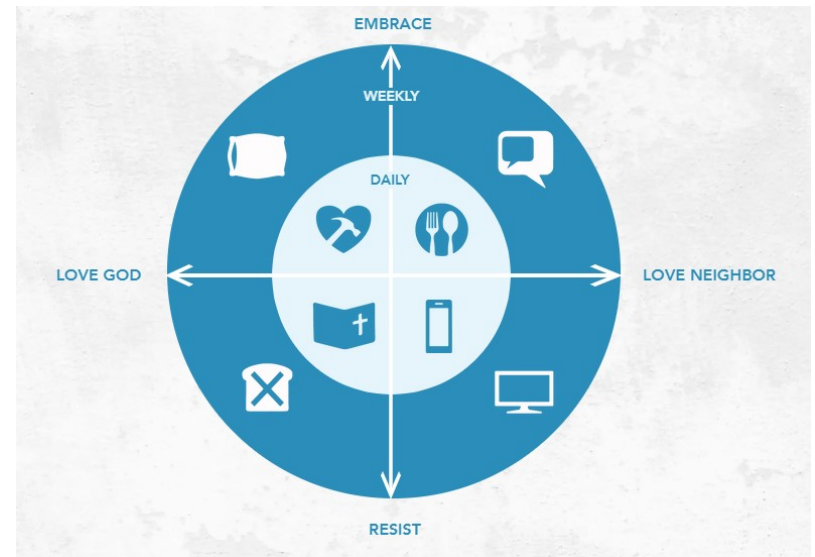 EMBRACE
WEEKLY
DAILY
LOVE GOD
LOVE NEIGHBOR
RESIST